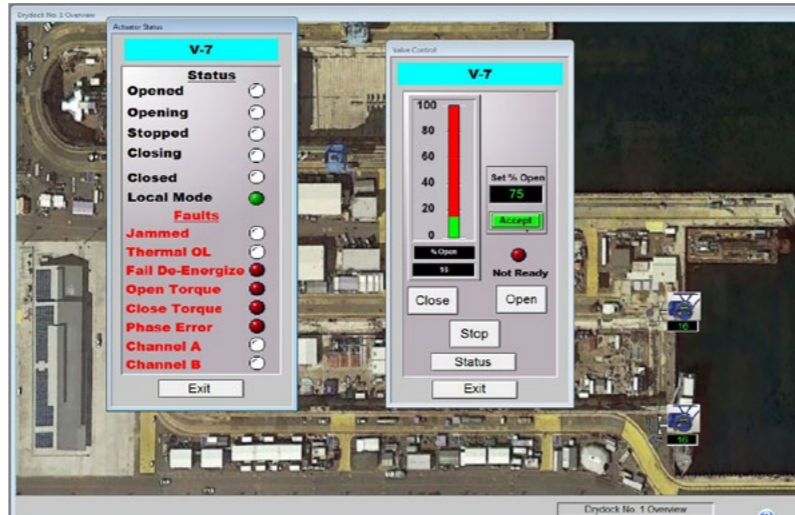 Drydock No. 1 Overview
Actuator Status
V-7
Status
Opened
Opening
Stopped
Closing
Closed
Local Mode
Faults
Jammed
Thermal OL
Fail De-Energize
Open Torque
Close Torque
Phase Error
Channel A
Channel B
Exit
Valve Control
V-7
100
80
60
40
20
0
% Open
16
Set % Open
75
Accept
Not Ready
Close
Open
Stop
Status
Exit
16
16
Drydock No. 1 Overview